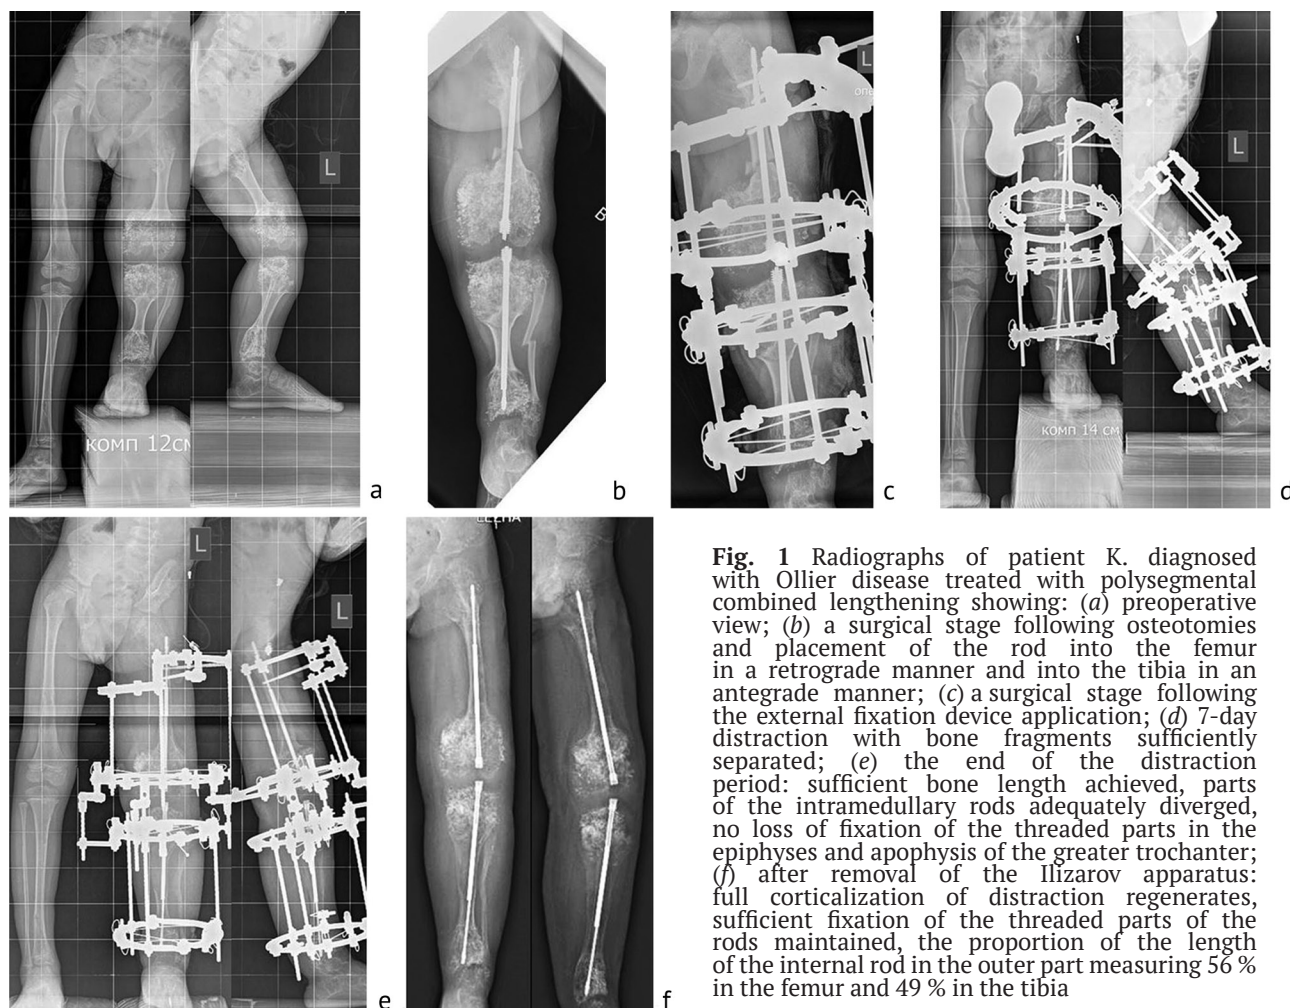 L
a
комп 12см
b
L
c
L
комп 14 см
d
L
L
e
f
Fig. 1 Radiographs of patient K. diagnosed
with Ollier disease treated with polysegmental
combined lengthening showing: (a) preoperative
view; (b) a surgical stage following osteotomies
and placement of the rod into the femur
in a retrograde manner and into the tibia in an
antegrade manner; (c) a surgical stage following
the external fixation device application; (d) 7-day
distraction with bone fragments sufficiently
separated; (e) the end of the distraction
period: sufficient bone length achieved, parts
of the intramedullary rods adequately diverged,
no loss of fixation of the threaded parts in the
epiphyses and apophysis of the greater trochanter;
(f) after removal of the Ilizarov apparatus:
full corticalization of distraction regenerates,
sufficient fixation of the threaded parts of the
rods maintained, the proportion of the length
of the internal rod in the outer part measuring 56 %
in the femur and 49 % in the tibia